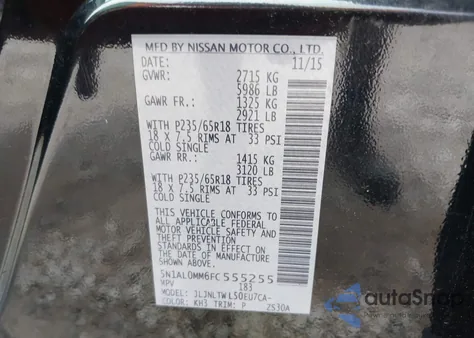 MFD BY NISSAN MOTOR CO., LTD.
DATE: 11/15
GVWR: 2715 KG
5986 LB
GAWR FR.: 1325 KG
2921 LB
WITH P235/65R18 TIRES
18 X 7.5 RIMS AT 33 PSI
COLD SINGLE
GAWR RR.: 1415 KG
3120 LB
WITH P235/65R18 TIRES
18 X 7.5 RIMS AT 33 PSI
COLD SINGLE
THIS VEHICLE CONFORMS TO
ALL APPLICABLE FEDERAL
MOTOR VEHICLE SAFETY AND
THEFT PREVENTION
STANDARDS IN EFFECT ON
THE DATE OF MANUFACTURE
SHOWN ABOVE.
5N1AL0MM6FC555255
MPV 183
MODEL: JLJNLTWL50EU7CA-
COLOR: KH3 TRIM: P 2530A
autoSnap